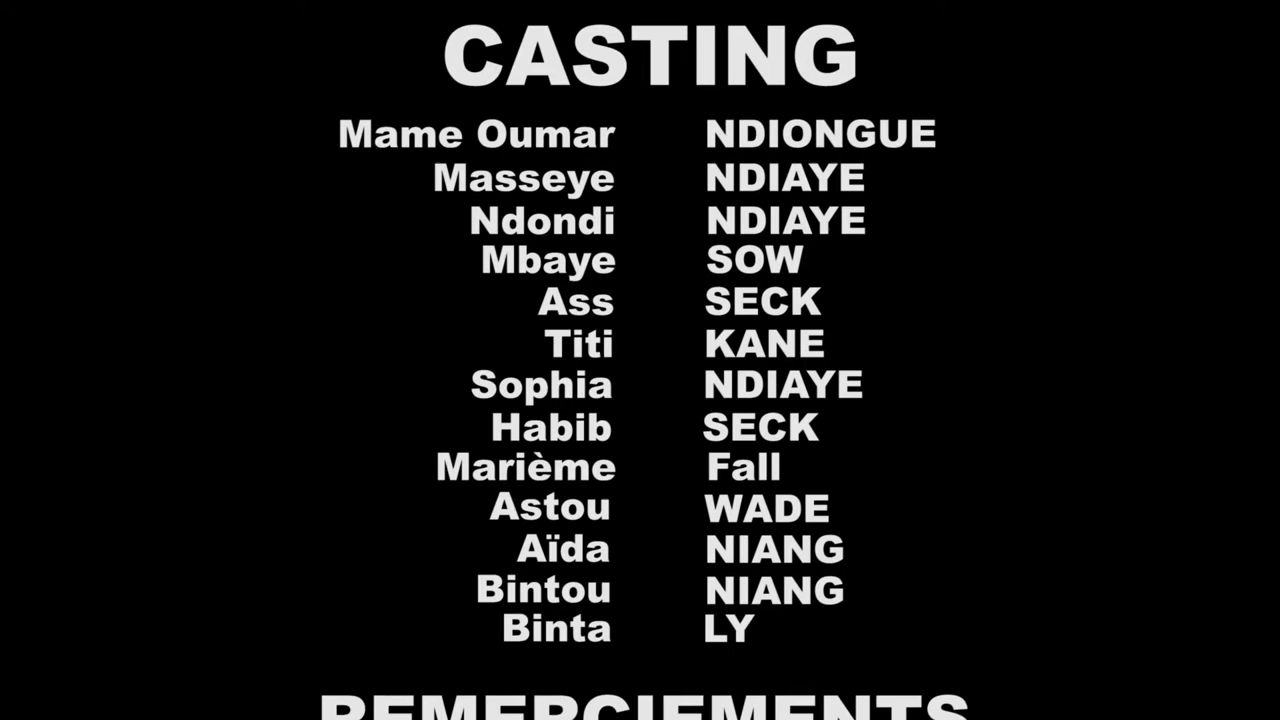 CASTING
Mame Oumar NDIONGUE
Masseye NDIAYE
Ndondi NDIAYE
Mbaye SOW
Ass SECK
Titi KANE
Sophia NDIAYE
Habib SECK
Marième Fall
Astou WADE
Aïda NIANG
Bintou NIANG
Binta LY
REMERCIEMENTS